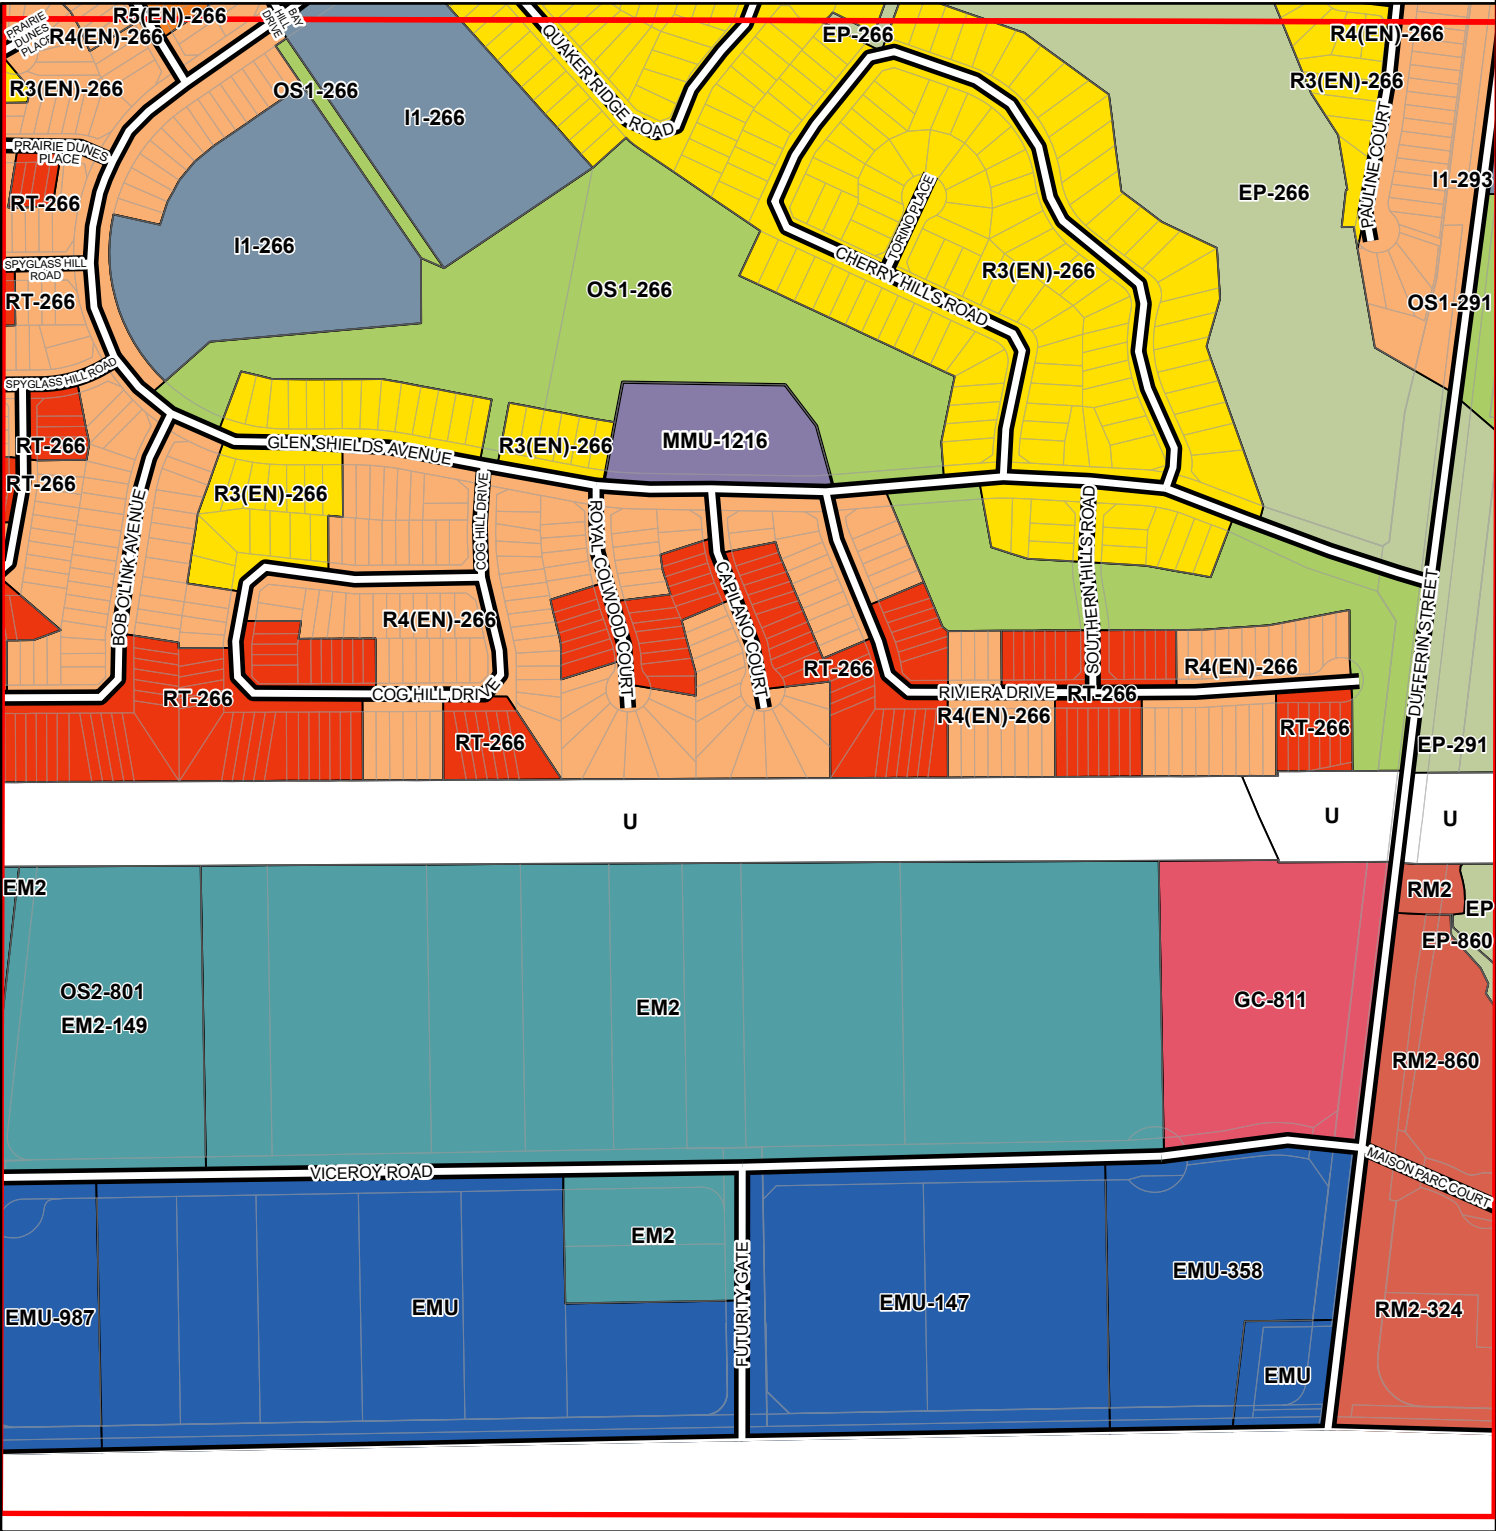 R5(EN)-266
PRAIRIE
DUNES
PLACE
R4(EN)-266
BAY
HILL
DRIVE
EP-266
R4(EN)-266
QUAKER RIDGE ROAD
R3(EN)-266
OS1-266
R3(EN)-266
I1-266
PAULINE COURT
PRAIRIE DUNES
PLACE
I1-293
RT-266
EP-266
TORINO PLACE
I1-266
SPYGLASS HILL
ROAD
R3(EN)-266
CHERRY HILLS ROAD
OS1-266
RT-266
OS1-291
SPYGLASS HILL ROAD
RT-266
GLEN SHIELDS AVENUE
R3(EN)-266
MMU-1216
RT-266
R3(EN)-266
BOBOLINK AVENUE
COG HILL DRIVE
ROYAL COLWOOD COURT
CAPILANO COURT
SOUTHERN HILLS ROAD
DUFFERIN STREET
R4(EN)-266
RT-266
R4(EN)-266
RT-266
COG HILL DRIVE
RIVIERA DRIVE
RT-266
R4(EN)-266
RT-266
RT-266
EP-291
U
U
U
EM2
RM2
EP
EP-860
OS2-801
EM2-149
EM2
GC-811
RM2-860
VICEROY ROAD
MAISON PARC COURT
EM2
FUTURITY GATE
EMU-358
EMU-987
EMU
EMU-147
RM2-324
EMU